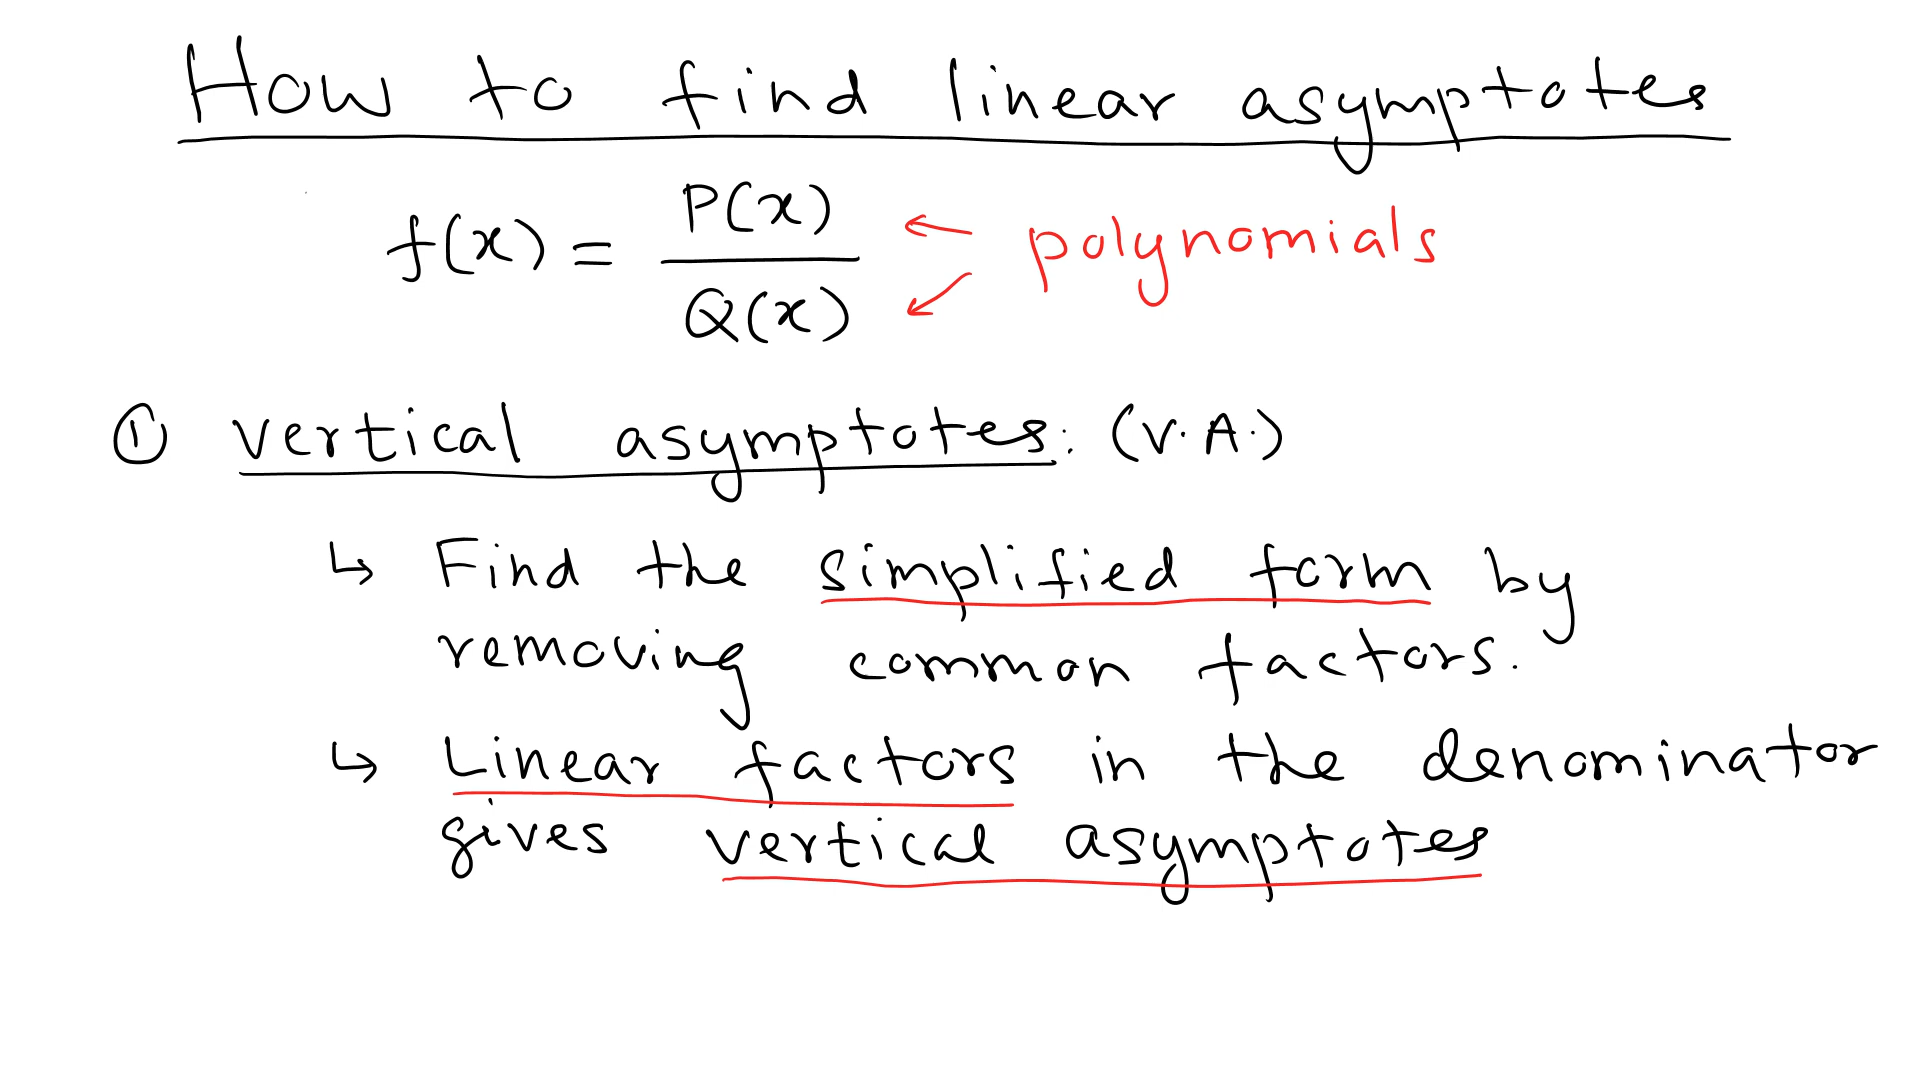 How to find linear asymptotes
f(x) = P(x) / Q(x) ← polynomials
① vertical asymptotes: (V.A.)
↳ Find the simplified form by
removing common factors.
↳ Linear factors in the denominator
gives vertical asymptotes